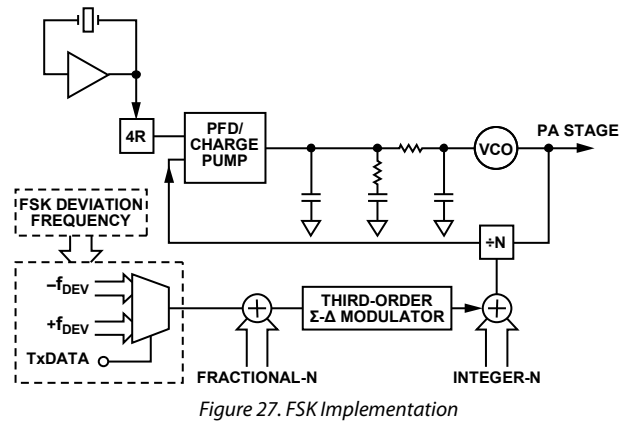 4R
PFD/
CHARGE
PUMP
VCO
PA STAGE
÷N
FSK DEVIATION
FREQUENCY
–fDEV
+fDEV
TxDATA
+
THIRD-ORDER
Σ-Δ MODULATOR
+
FRACTIONAL-N
INTEGER-N
Figure 27. FSK Implementation